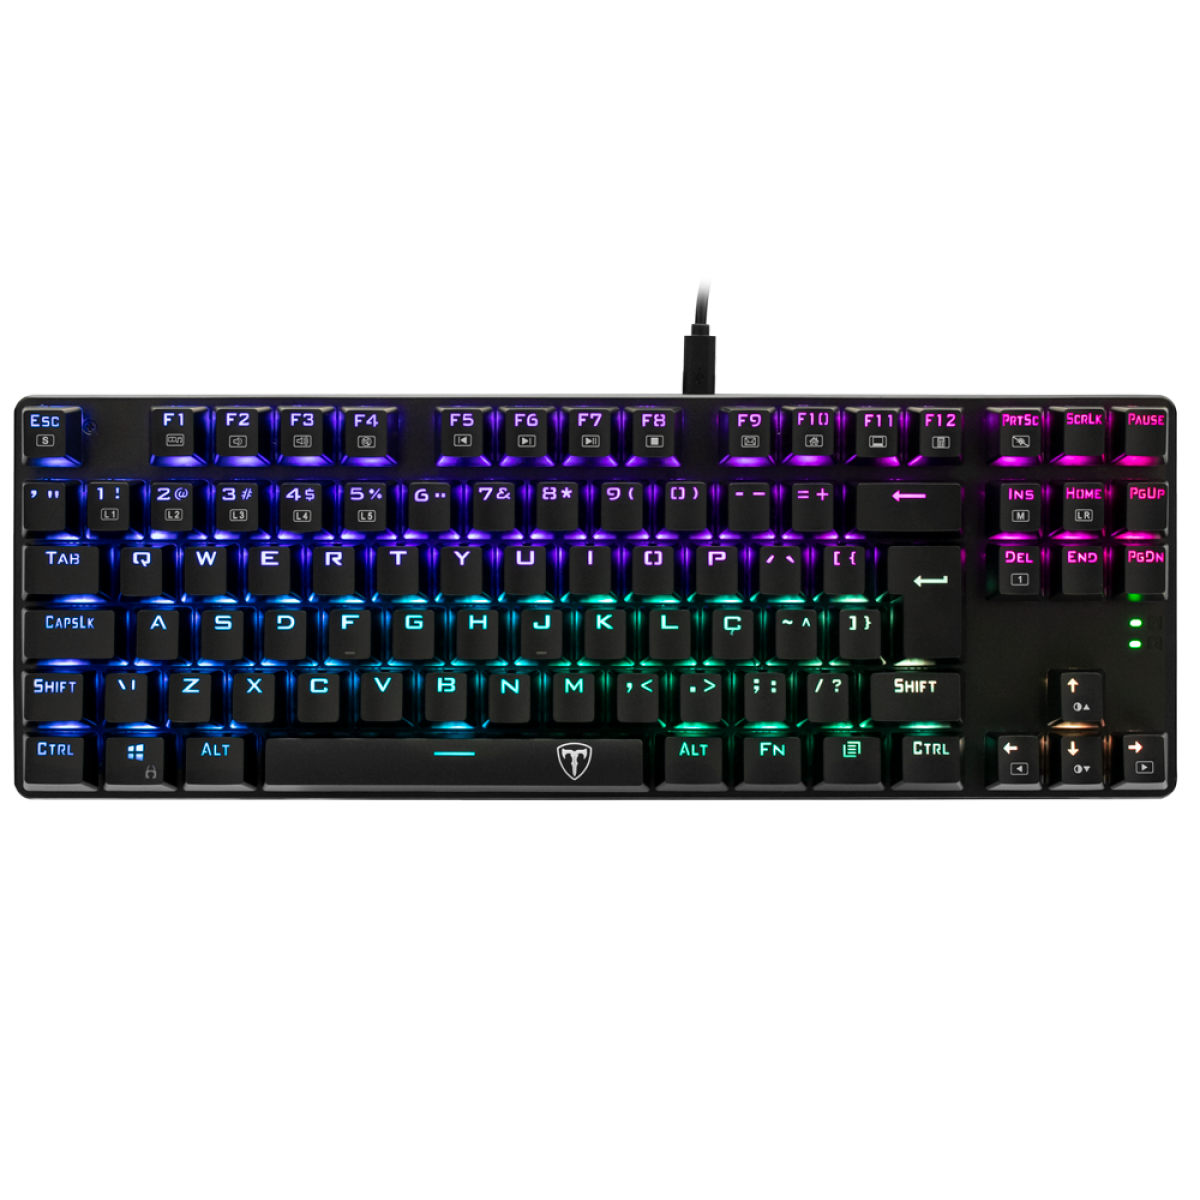 Esc F1 F2 F3 F4 F5 F6 F7 F8 F9 F10 F11 F12 PrtSc ScrLk Pause
S
' " 1 ! 2 @ 3 # 4 $ 5 % 6 ¨ 7 & 8 * 9 ( 0 ) - - = + Ins Home PgUp
L1 L2 L3 L4 L5 M LR
Tab Q W E R T Y U I O P ´ ` [ { Del End PgDn
1
CapsLk A S D F G H J K L Ç ~ ^ ] }
Shift \ | Z X C V B N M , < . > ; : / ? Shift
Ctrl Alt Alt Fn Ctrl